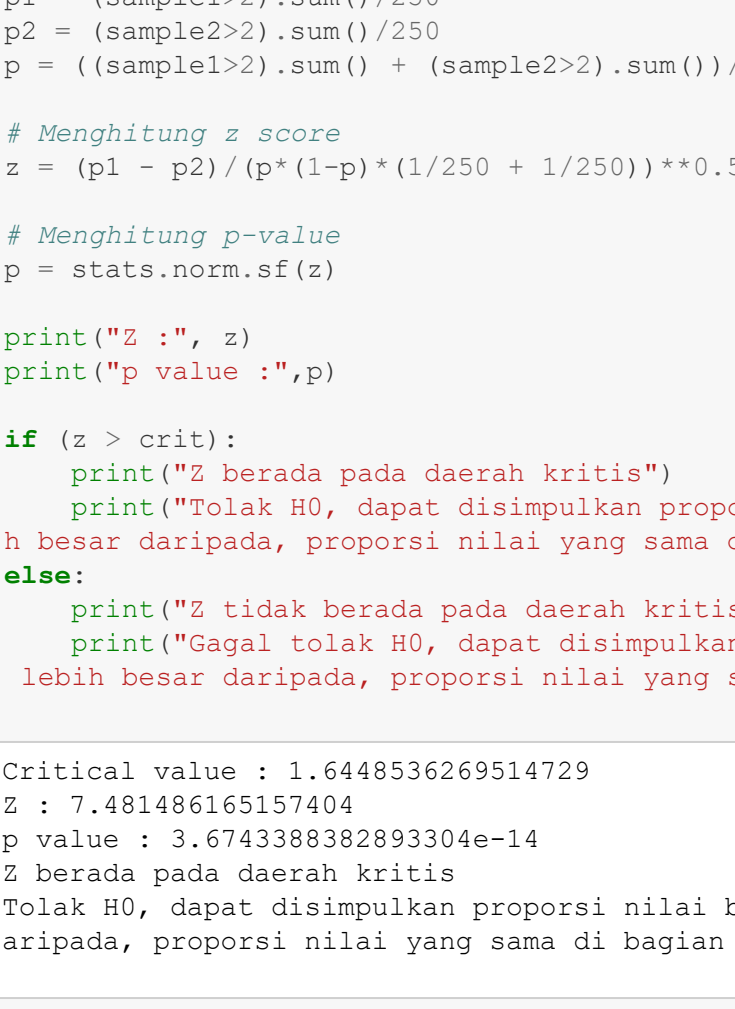 p1 = (sample1>2).sum()/250
p2 = (sample2>2).sum()/250
p = ((sample1>2).sum() + (sample2>2).sum())/
# Menghitung z score
z = (p1 - p2)/(p*(1-p)*(1/250 + 1/250))**0.5
# Menghitung p-value
p = stats.norm.sf(z)
print("Z :", z)
print("p value :",p)
if (z > crit):
print("Z berada pada daerah kritis")
print("Tolak H0, dapat disimpulkan propo
h besar daripada, proporsi nilai yang sama d
else:
print("Z tidak berada pada daerah kritis
print("Gagal tolak H0, dapat disimpulkan
lebih besar daripada, proporsi nilai yang s
Critical value : 1.6448536269514729
Z : 7.481486165157404
p value : 3.6743388382893304e-14
Z berada pada daerah kritis
Tolak H0, dapat disimpulkan proporsi nilai b
aripada, proporsi nilai yang sama di bagian